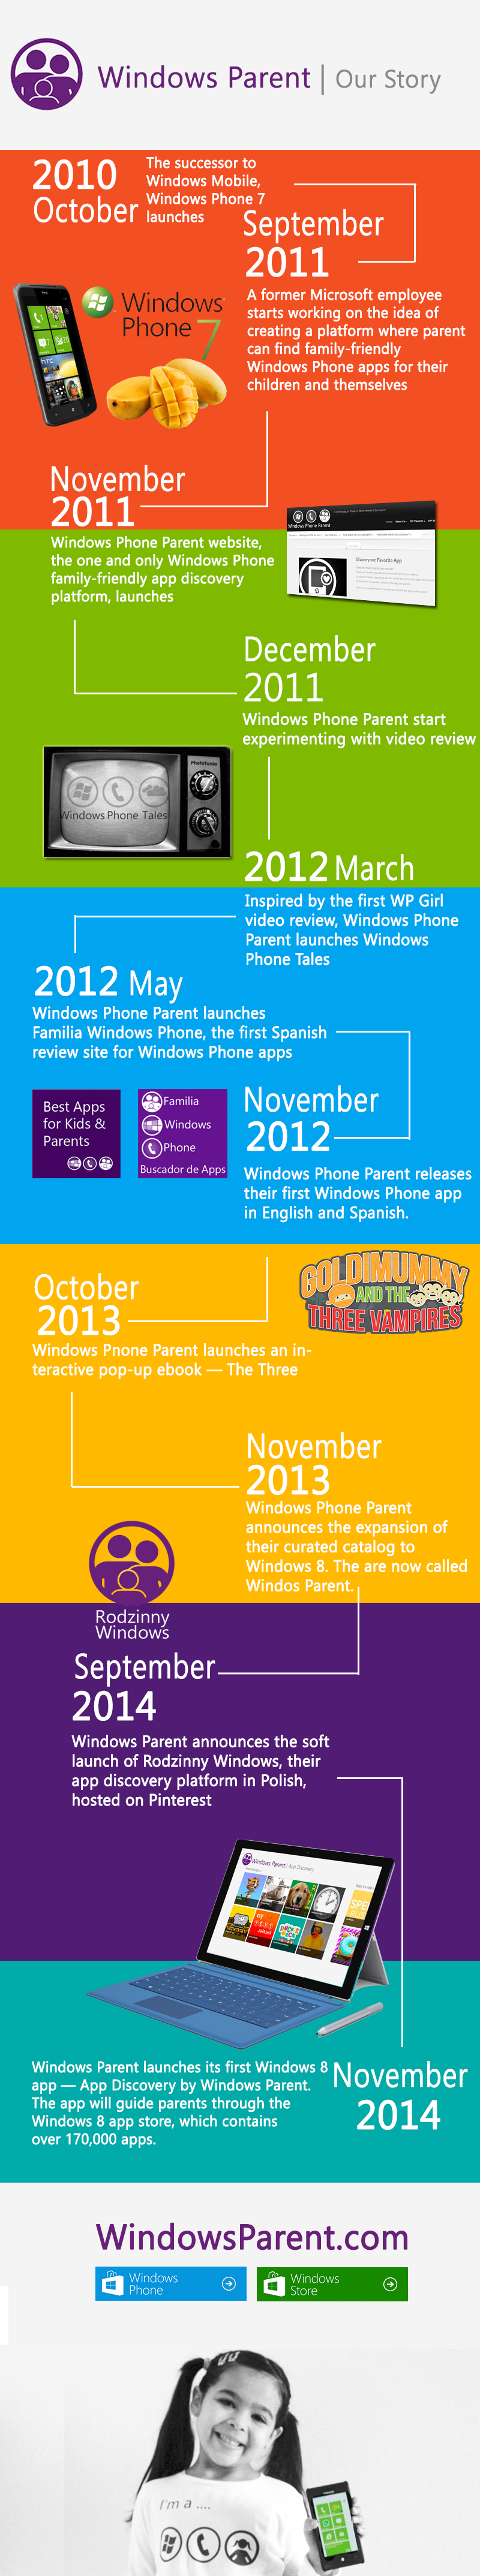 Windows Parent | Our Story
2010
October
The successor to
Windows Mobile,
Windows Phone 7
launches
September
2011
A former Microsoft employee
starts working on the idea of
creating a platform where parent
can find family-friendly
Windows Phone apps for their
children and themselves
Windows
Phone 7
November
2011
Windows Phone Parent website,
the one and only Windows Phone
family-friendly app discovery
platform, launches
Windows Phone Parent
Share your Favorite App
December
2011
Windows Phone Parent start
experimenting with video review
Windows Phone Tales
2012 March
Inspired by the first WP Girl
video review, Windows Phone
Parent launches Windows
Phone Tales
2012 May
Windows Phone Parent launches
Familia Windows Phone, the first Spanish
review site for Windows Phone apps
Best Apps
for Kids &
Parents
Familia
Windows
Phone
Buscador de Apps
November
2012
Windows Phone Parent releases
their first Windows Phone app
in English and Spanish.
GOLDIMUMMY
AND THE
THREE VAMPIRES
October
2013
Windows Pnone Parent launches an in-
teractive pop-up ebook — The Three
November
2013
Windows Phone Parent
announces the expansion of
their curated catalog to
Windows 8. The are now called
Windos Parent.
Rodzinny
Windows
September
2014
Windows Parent announces the soft
launch of Rodzinny Windows, their
app discovery platform in Polish,
hosted on Pinterest
Windows Parent | App Discovery
Windows Parent launches its first Windows 8
app — App Discovery by Windows Parent.
The app will guide parents through the
Windows 8 app store, which contains
over 170,000 apps.
November
2014
WindowsParent.com
Windows
Phone
Windows
Store
I'm a ....